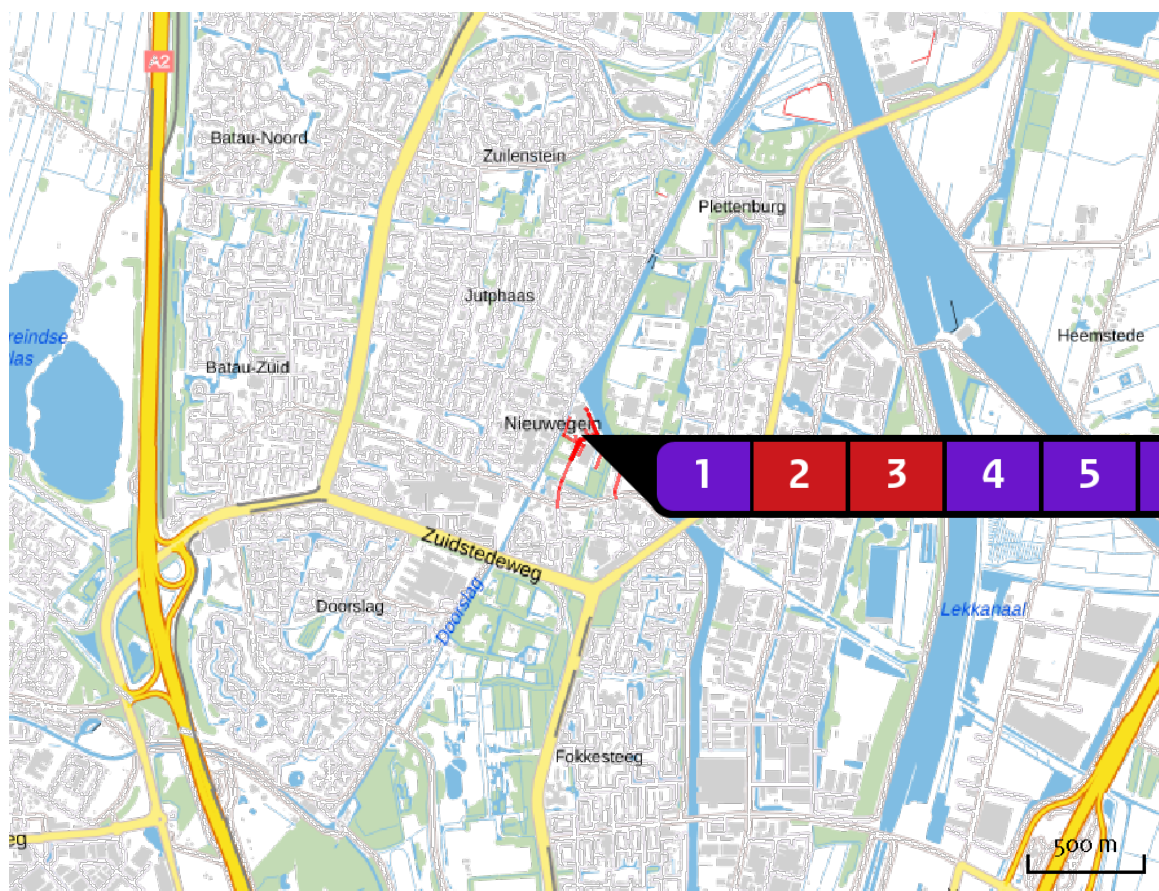 A2
Batau-Noord
Zuilenstein
Plettenburg
Jutphaas
reindse
las
Heemstede
Batau-Zuid
Nieuwegein
1 2 3 4 5
Zuidstedeweg
Doorslag
Doorslag
Lekkanaal
Fokkesteeg
eg
500 m